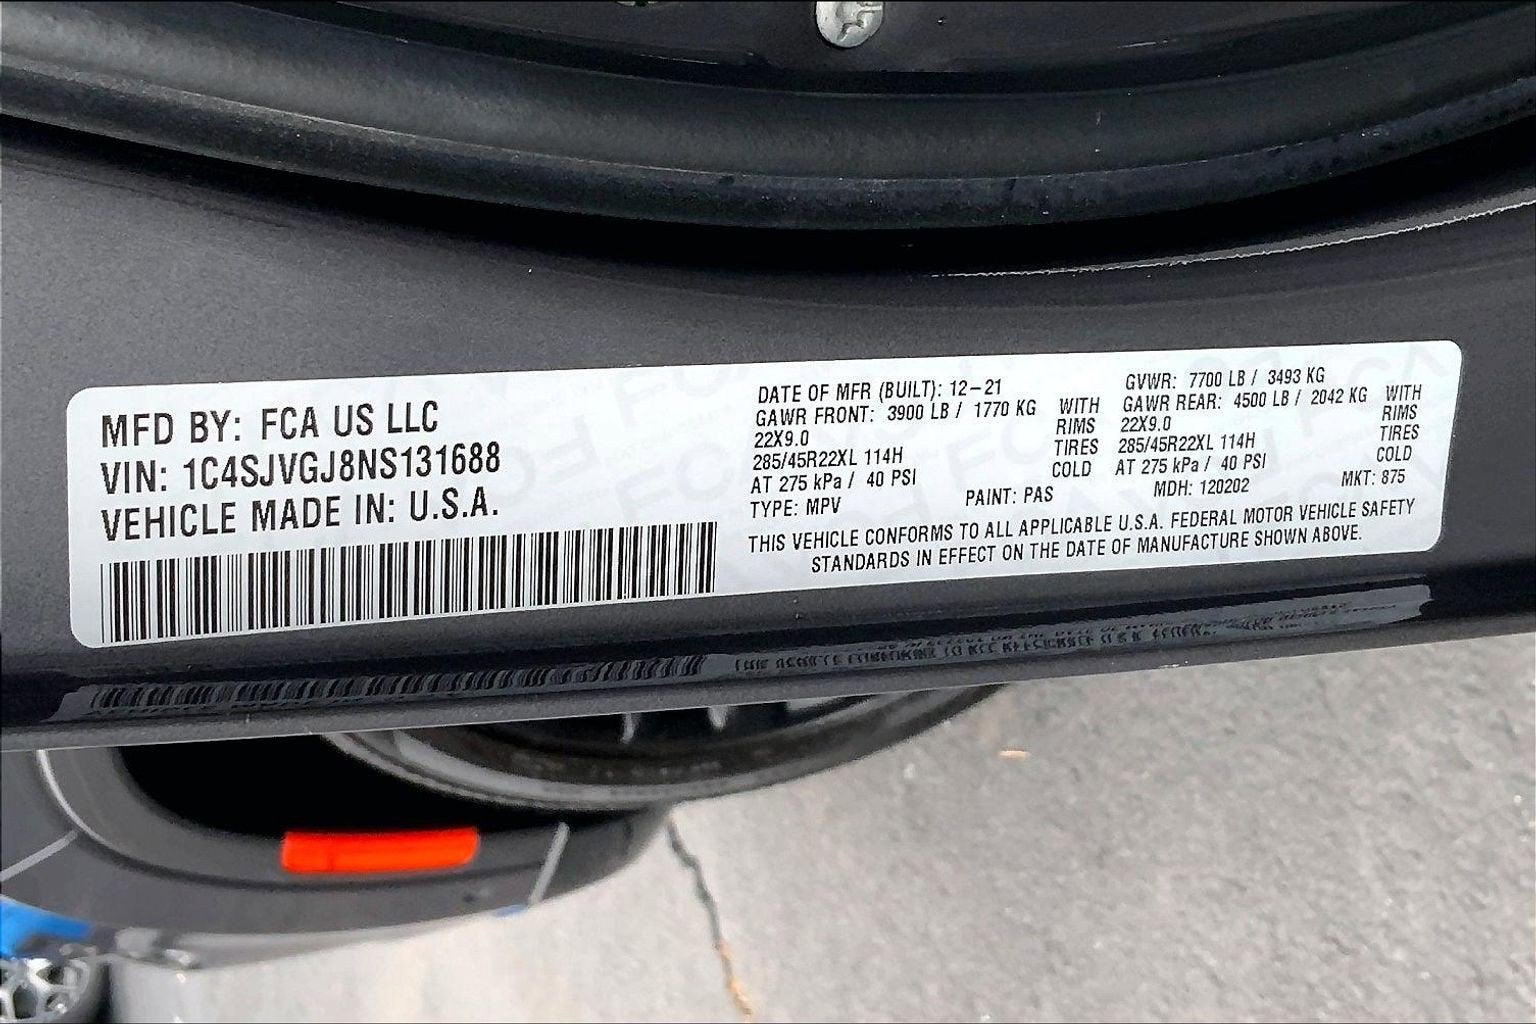 MFD BY: FCA US LLC
VIN: 1C4SJVGJ8NS131688
VEHICLE MADE IN: U.S.A.
DATE OF MFR (BUILT): 12-21
GAWR FRONT: 3900 LB / 1770 KG WITH
22X9.0 RIMS
285/45R22XL 114H TIRES
AT 275 kPa / 40 PSI COLD
TYPE: MPV PAINT: PAS
GVWR: 7700 LB / 3493 KG
GAWR REAR: 4500 LB / 2042 KG WITH
22X9.0 RIMS
285/45R22XL 114H TIRES
AT 275 kPa / 40 PSI COLD
MDH: 120202 MKT: 875
THIS VEHICLE CONFORMS TO ALL APPLICABLE U.S.A. FEDERAL MOTOR VEHICLE SAFETY
STANDARDS IN EFFECT ON THE DATE OF MANUFACTURE SHOWN ABOVE.